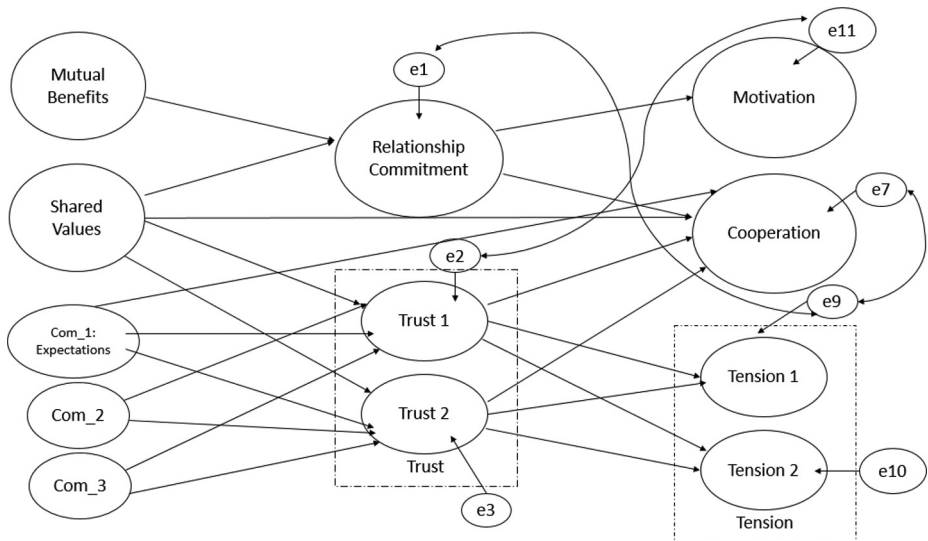 e11
Mutual
Benefits
e1
Motivation
Relationship
Commitment
Shared
Values
e7
Cooperation
e2
e9
Com_1:
Expectations
Trust 1
Tension 1
Com_2
Trust 2
Trust
Com_3
Tension 2
e10
e3
Tension